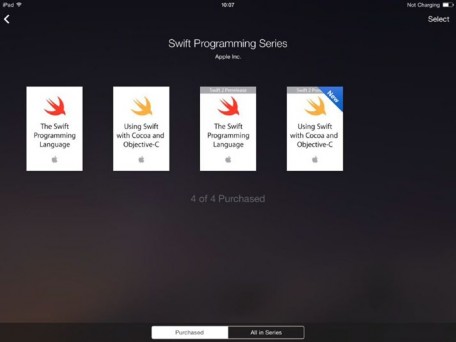 iPad
10:07
Not Charging
Select
Swift Programming Series
Apple Inc.
The Swift
Programming
Language
Using Swift
with Cocoa and
Objective-C
Swift 2 Prerelease
The Swift
Programming
Language
Swift 2
New
Using Swift
with Cocoa and
Objective-C
4 of 4 Purchased
Purchased
All in Series